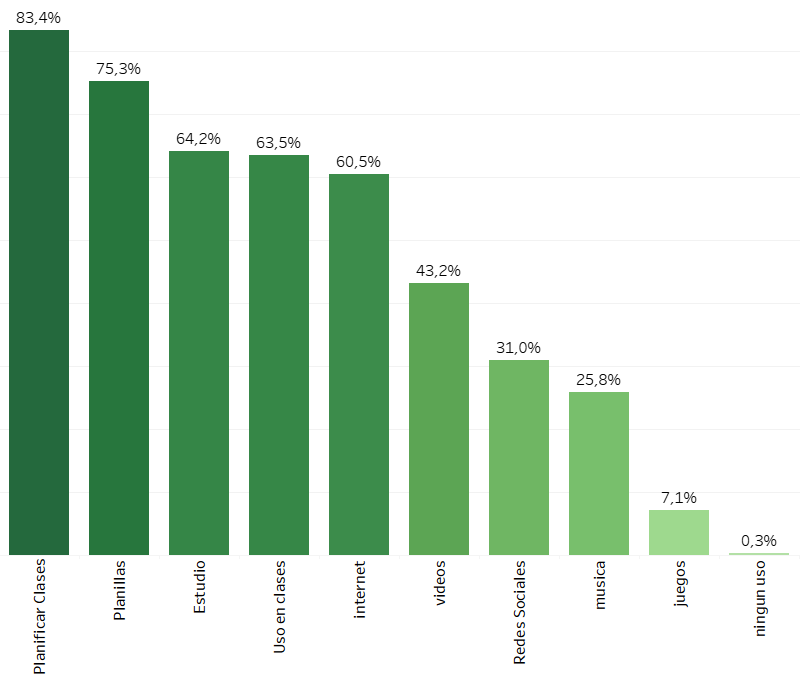 83,4%
75,3%
64,2%
63,5%
60,5%
43,2%
31,0%
25,8%
7,1%
0,3%
Planificar Clases
Planillas
Estudio
Uso en clases
internet
videos
Redes Sociales
musica
juegos
ningun uso